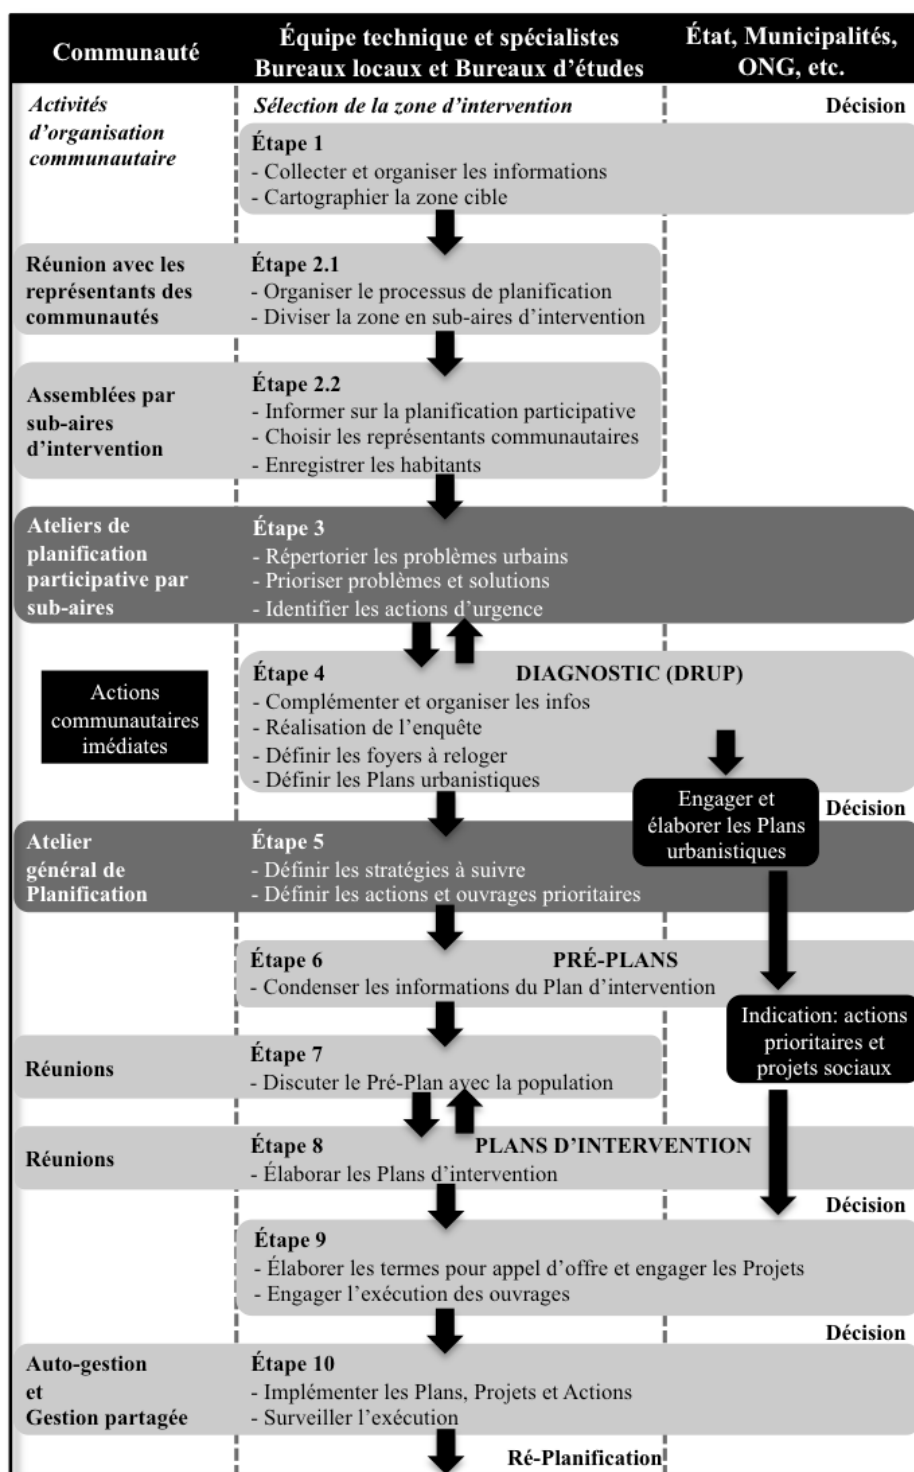 Communauté
Équipe technique et spécialistes
Bureaux locaux et Bureaux d'études
État, Municipalités,
ONG, etc.
Activités
d'organisation
communautaire
Sélection de la zone d'intervention
Décision
Étape 1
- Collecter et organiser les informations
- Cartographier la zone cible
Réunion avec les
représentants des
communautés
Étape 2.1
- Organiser le processus de planification
- Diviser la zone en sub-aires d'intervention
Assemblées par
sub-aires
d'intervention
Étape 2.2
- Informer sur la planification participative
- Choisir les représentants communautaires
- Enregistrer les habitants
Ateliers de
planification
participative par
sub-aires
Étape 3
- Répertorier les problèmes urbains
- Prioriser problèmes et solutions
- Identifier les actions d'urgence
Actions
communautaires
imédiates
Étape 4
DIAGNOSTIC (DRUP)
- Complémenter et organiser les infos
- Réalisation de l'enquête
- Définir les foyers à reloger
- Définir les Plans urbanistiques
Engager et
élaborer les Plans
urbanistiques
Décision
Atelier
général de
Planification
Étape 5
- Définir les stratégies à suivre
- Définir les actions et ouvrages prioritaires
Étape 6
PRÉ-PLANS
- Condenser les informations du Plan d'intervention
Indication: actions
prioritaires et
projets sociaux
Réunions
Étape 7
- Discuter le Pré-Plan avec la population
Réunions
Étape 8
PLANS D'INTERVENTION
- Élaborar les Plans d'intervention
Décision
Étape 9
- Élaborer les termes pour appel d'offre et engager les Projets
- Engager l'exécution des ouvrages
Décision
Auto-gestion
et
Gestion partagée
Étape 10
- Implémenter les Plans, Projets et Actions
- Surveiller l'exécution
Ré-Planification